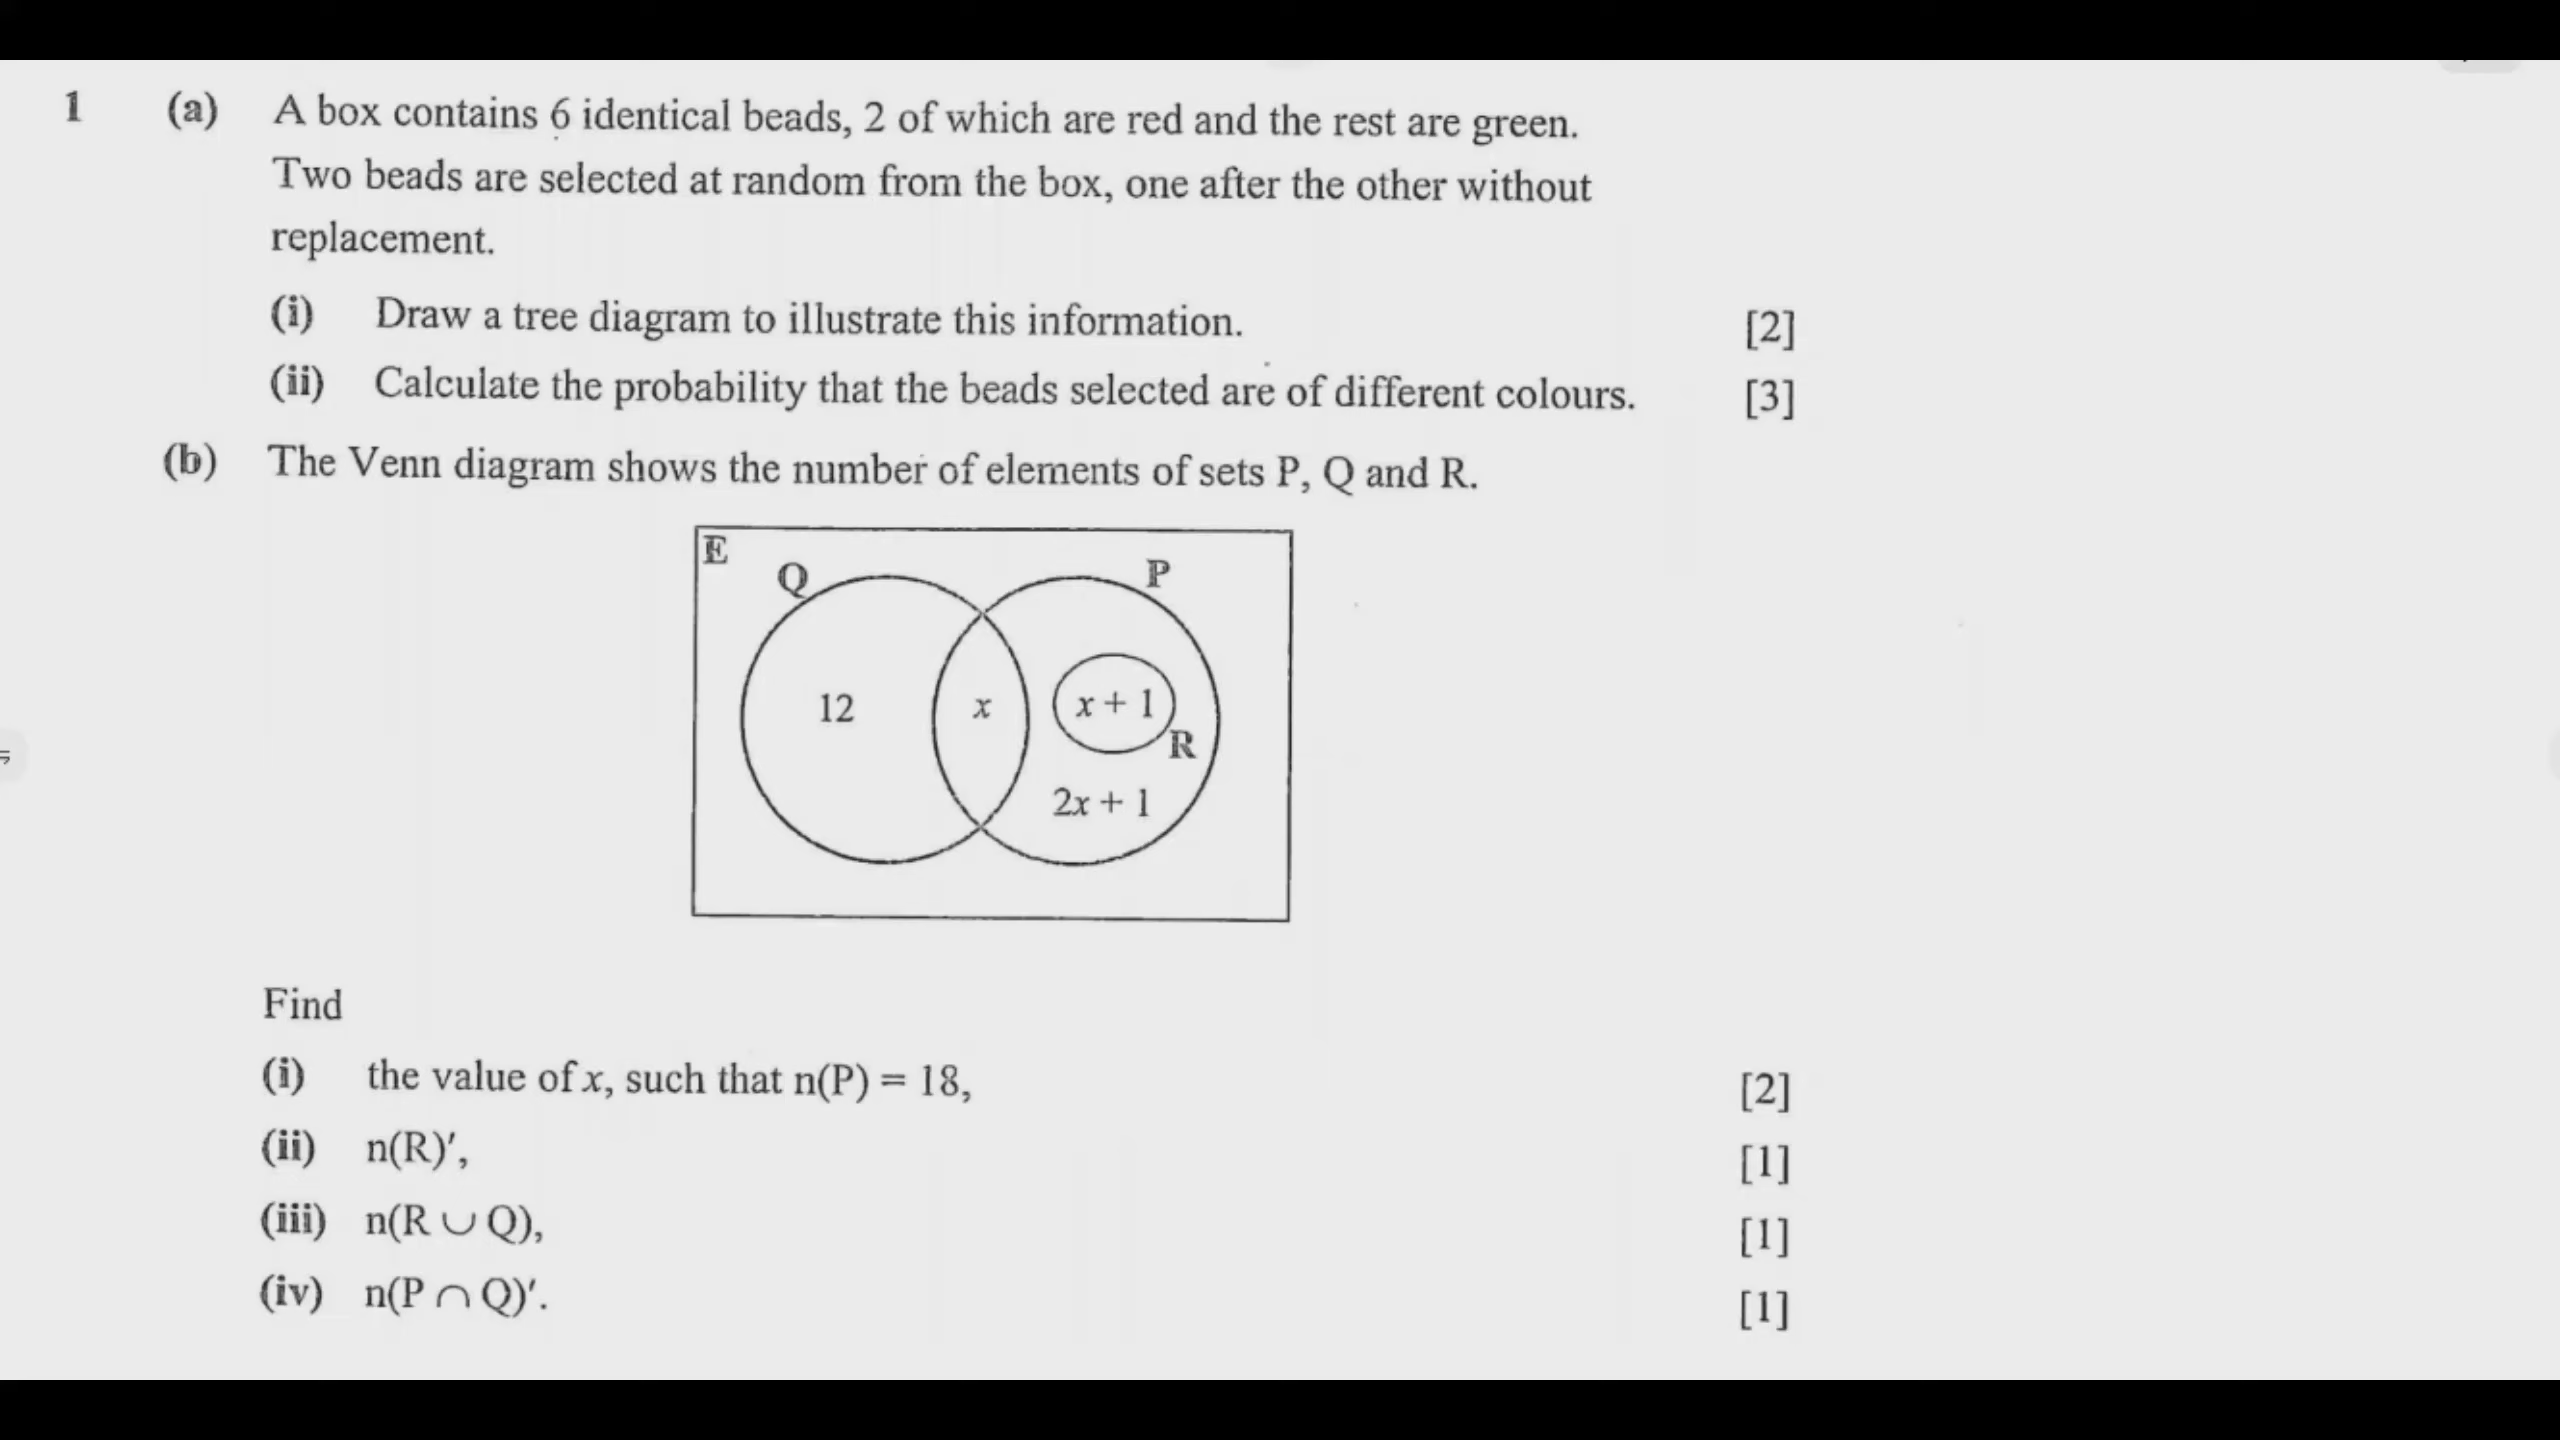 1 (a) A box contains 6 identical beads, 2 of which are red and the rest are green.
Two beads are selected at random from the box, one after the other without
replacement.
(i) Draw a tree diagram to illustrate this information. [2]
(ii) Calculate the probability that the beads selected are of different colours. [3]
(b) The Venn diagram shows the number of elements of sets P, Q and R.
E
Q P
12 x x + 1
R
2x + 1
Find
(i) the value of x, such that n(P) = 18, [2]
(ii) n(R)′, [1]
(iii) n(R ∪ Q), [1]
(iv) n(P ∩ Q)′. [1]